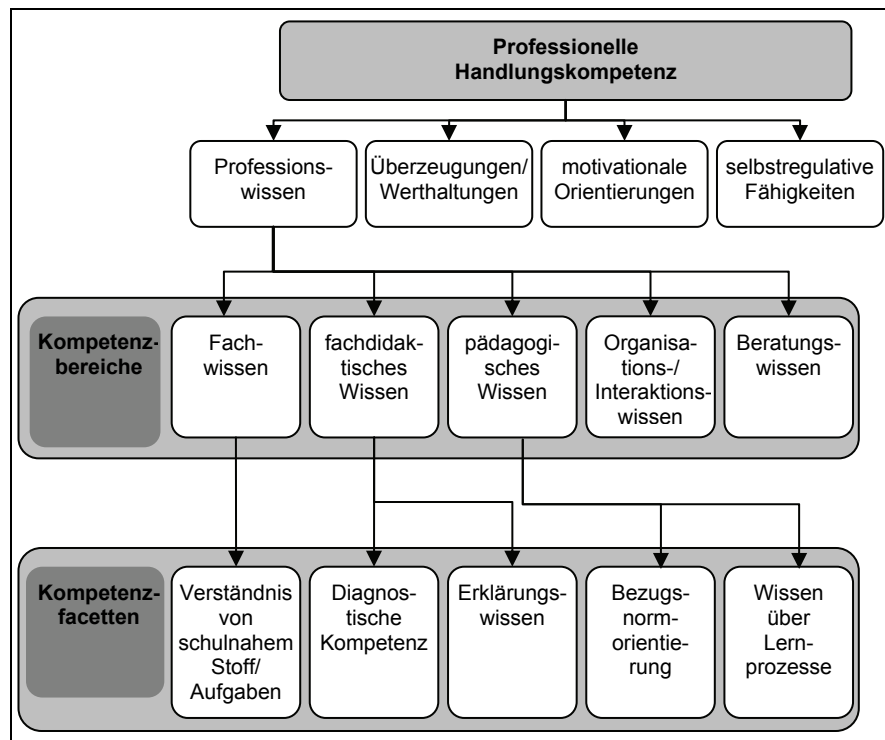 Professionelle
Handlungskompetenz
Professions-
wissen
Überzeugungen/
Werthaltungen
motivationale
Orientierungen
selbstregulative
Fähigkeiten
Kompetenz-
bereiche
Fach-
wissen
fachdidak-
tisches
Wissen
pädagogi-
sches
Wissen
Organisa-
tions-/
Interaktions-
wissen
Beratungs-
wissen
Kompetenz-
facetten
Verständnis
von
schulnahem
Stoff/
Aufgaben
Diagnos-
tische
Kompetenz
Erklärungs-
wissen
Bezugs-
norm-
orientie-
rung
Wissen
über
Lern-
prozesse